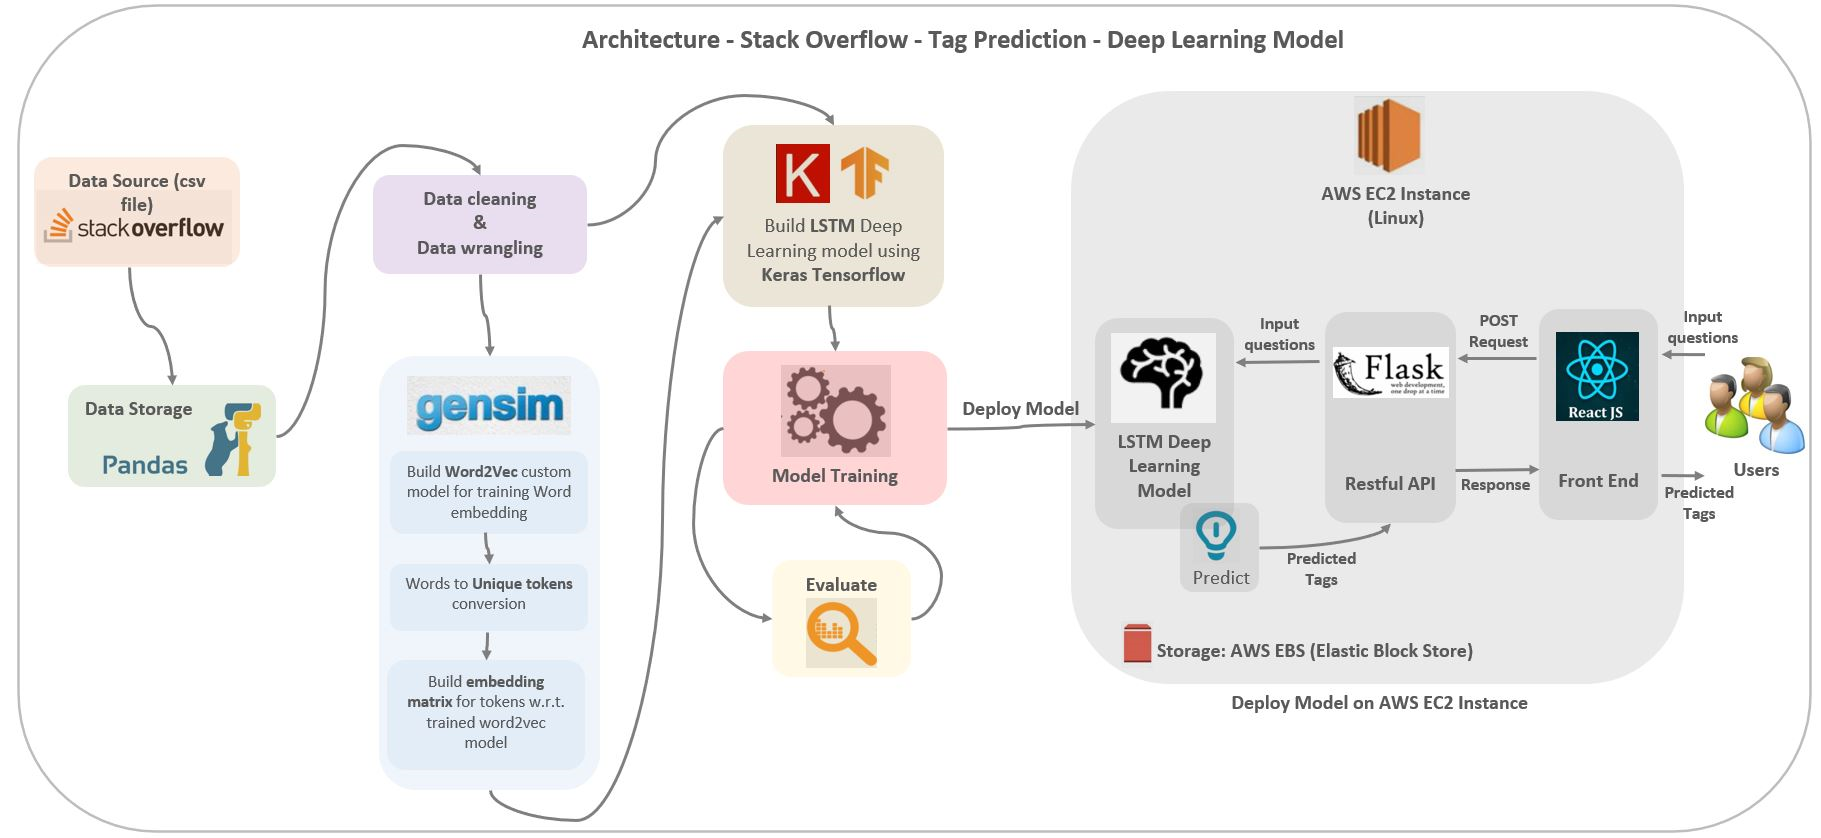 Architecture - Stack Overflow - Tag Prediction - Deep Learning Model
Data Source (csv
file)
stackoverflow
Data Storage
Pandas
Data cleaning
&
Data wrangling
gensim
Build Word2Vec custom
model for training Word
embedding
Words to Unique tokens
conversion
Build embedding
matrix for tokens w.r.t.
trained word2vec
model
K
Build LSTM Deep
Learning model using
Keras Tensorflow
Model Training
Evaluate
Deploy Model
AWS EC2 Instance
(Linux)
LSTM Deep
Learning
Model
Predict
Input
questions
Predicted
Tags
Flask
web development,
one drop at a time
Restful API
POST
Request
Response
React JS
Front End
Input
questions
Users
Predicted
Tags
Storage: AWS EBS (Elastic Block Store)
Deploy Model on AWS EC2 Instance